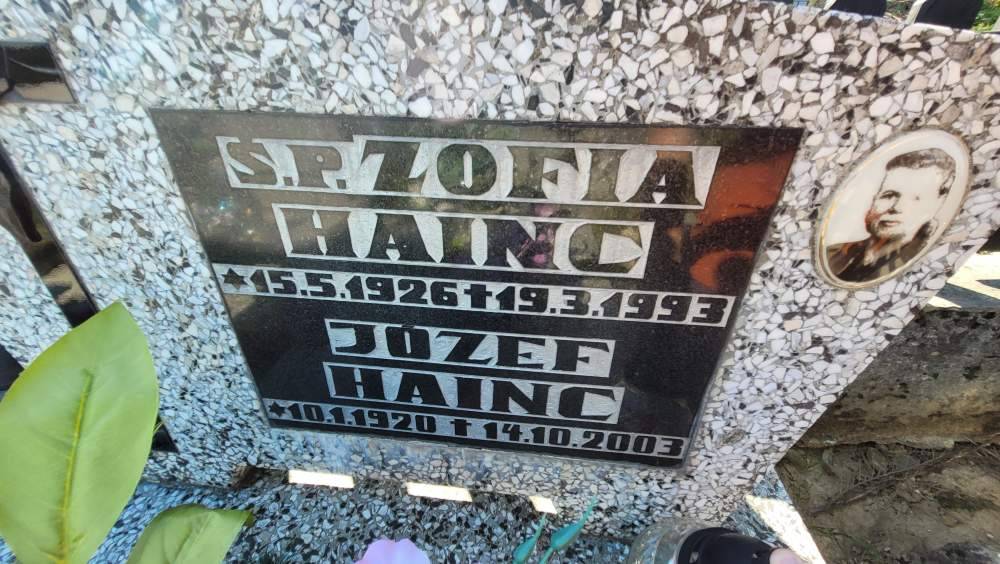 Ś.P. ZOFIA
HAINC
*15.5.1926 †19.3.1993
JÓZEF
HAINC
*10.1.1920 † 14.10.2003